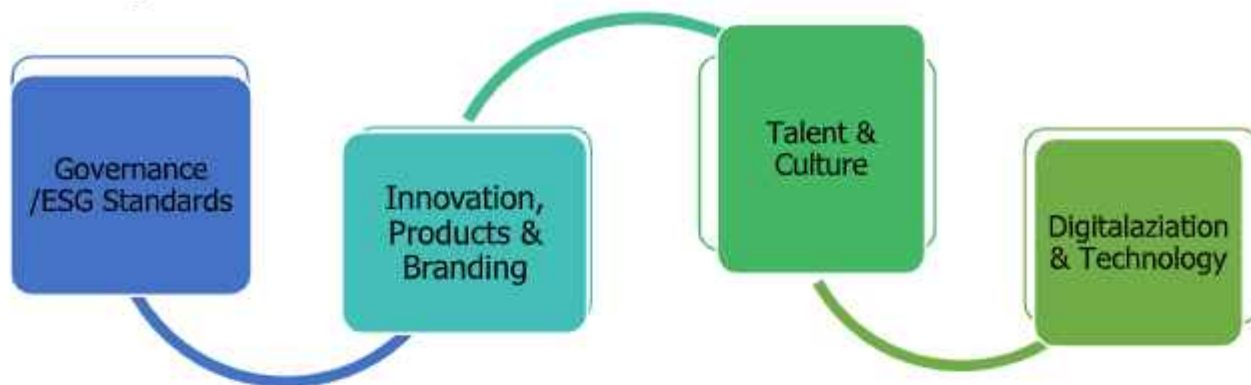 Governance
/ESG Standards
Innovation,
Products &
Branding
Talent &
Culture
Digitalaziation
& Technology